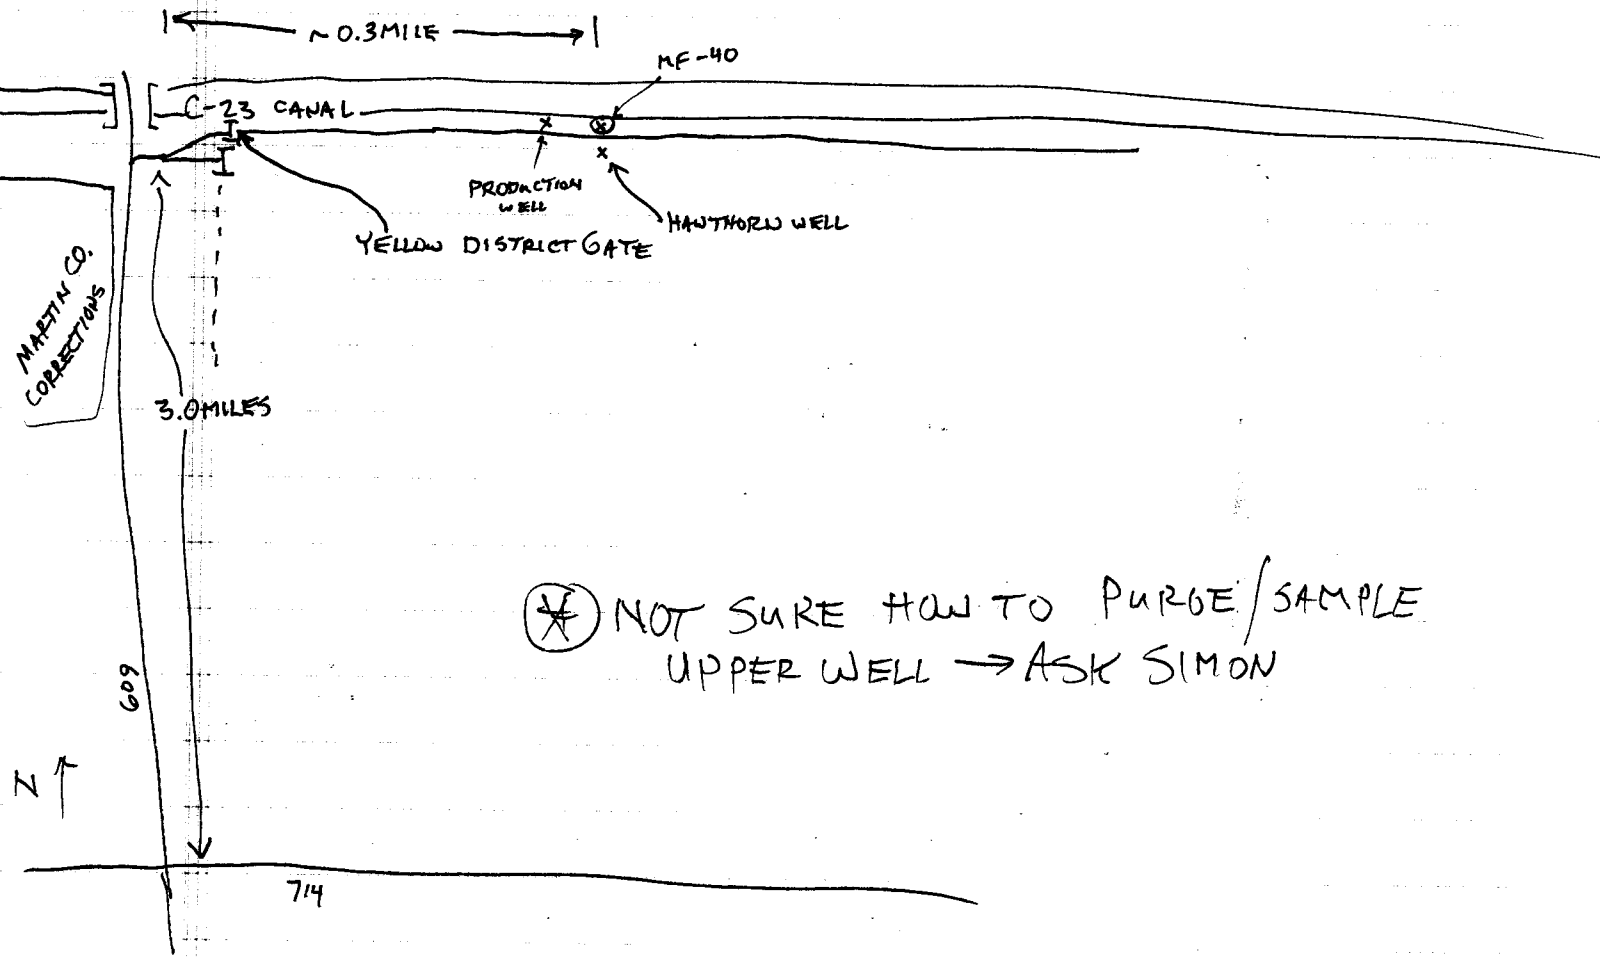 ~ 0.3 MILE
MF-40
C-23 CANAL
PRODUCTION
WELL
HAWTHORN WELL
YELLOW DISTRICT GATE
MARTIN CO.
CORRECTIONS
3.0 MILES
NOT SURE HOW TO PURGE/SAMPLE
UPPER WELL → ASK SIMON
609
N
714